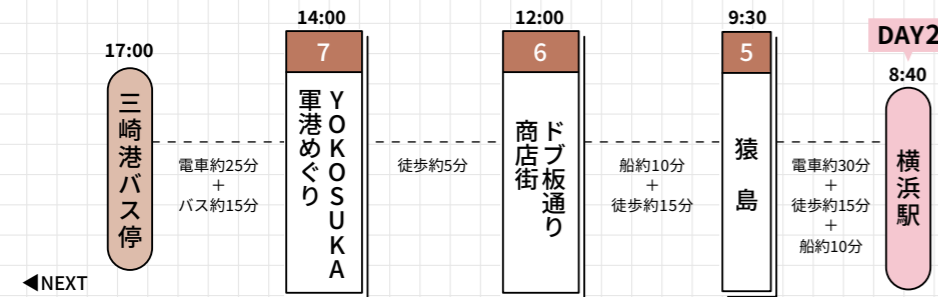 DAY2
8:40
横浜駅
電車約30分
+
徒歩約15分
+
船約10分
9:30
5
猿島
船約10分
+
徒歩約15分
12:00
6
ドブ板通り
商店街
徒歩約5分
14:00
7
YOKOSUKA
軍港めぐり
電車約25分
+
バス約15分
17:00
三崎港バス停
◀NEXT